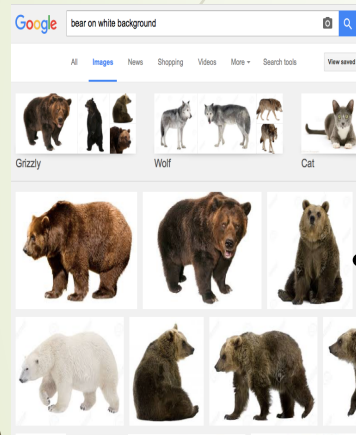 Google bear on white background
All Images News Shopping Videos More Search tools View saved
Grizzly Wolf Cat